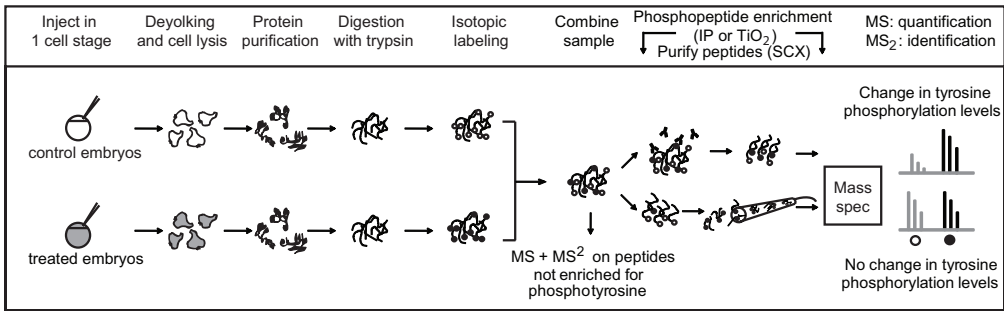 Inject in
1 cell stage
Deyolking
and cell lysis
Protein
purification
Digestion
with trypsin
Isotopic
labeling
Combine
sample
Phosphopeptide enrichment
(IP or TiO2)
Purify peptides (SCX)
MS: quantification
MS2: identification
control embryos
treated embryos
MS + MS2 on peptides
not enriched for
phosphotyrosine
Mass
spec
Change in tyrosine
phosphorylation levels
No change in tyrosine
phosphorylation levels